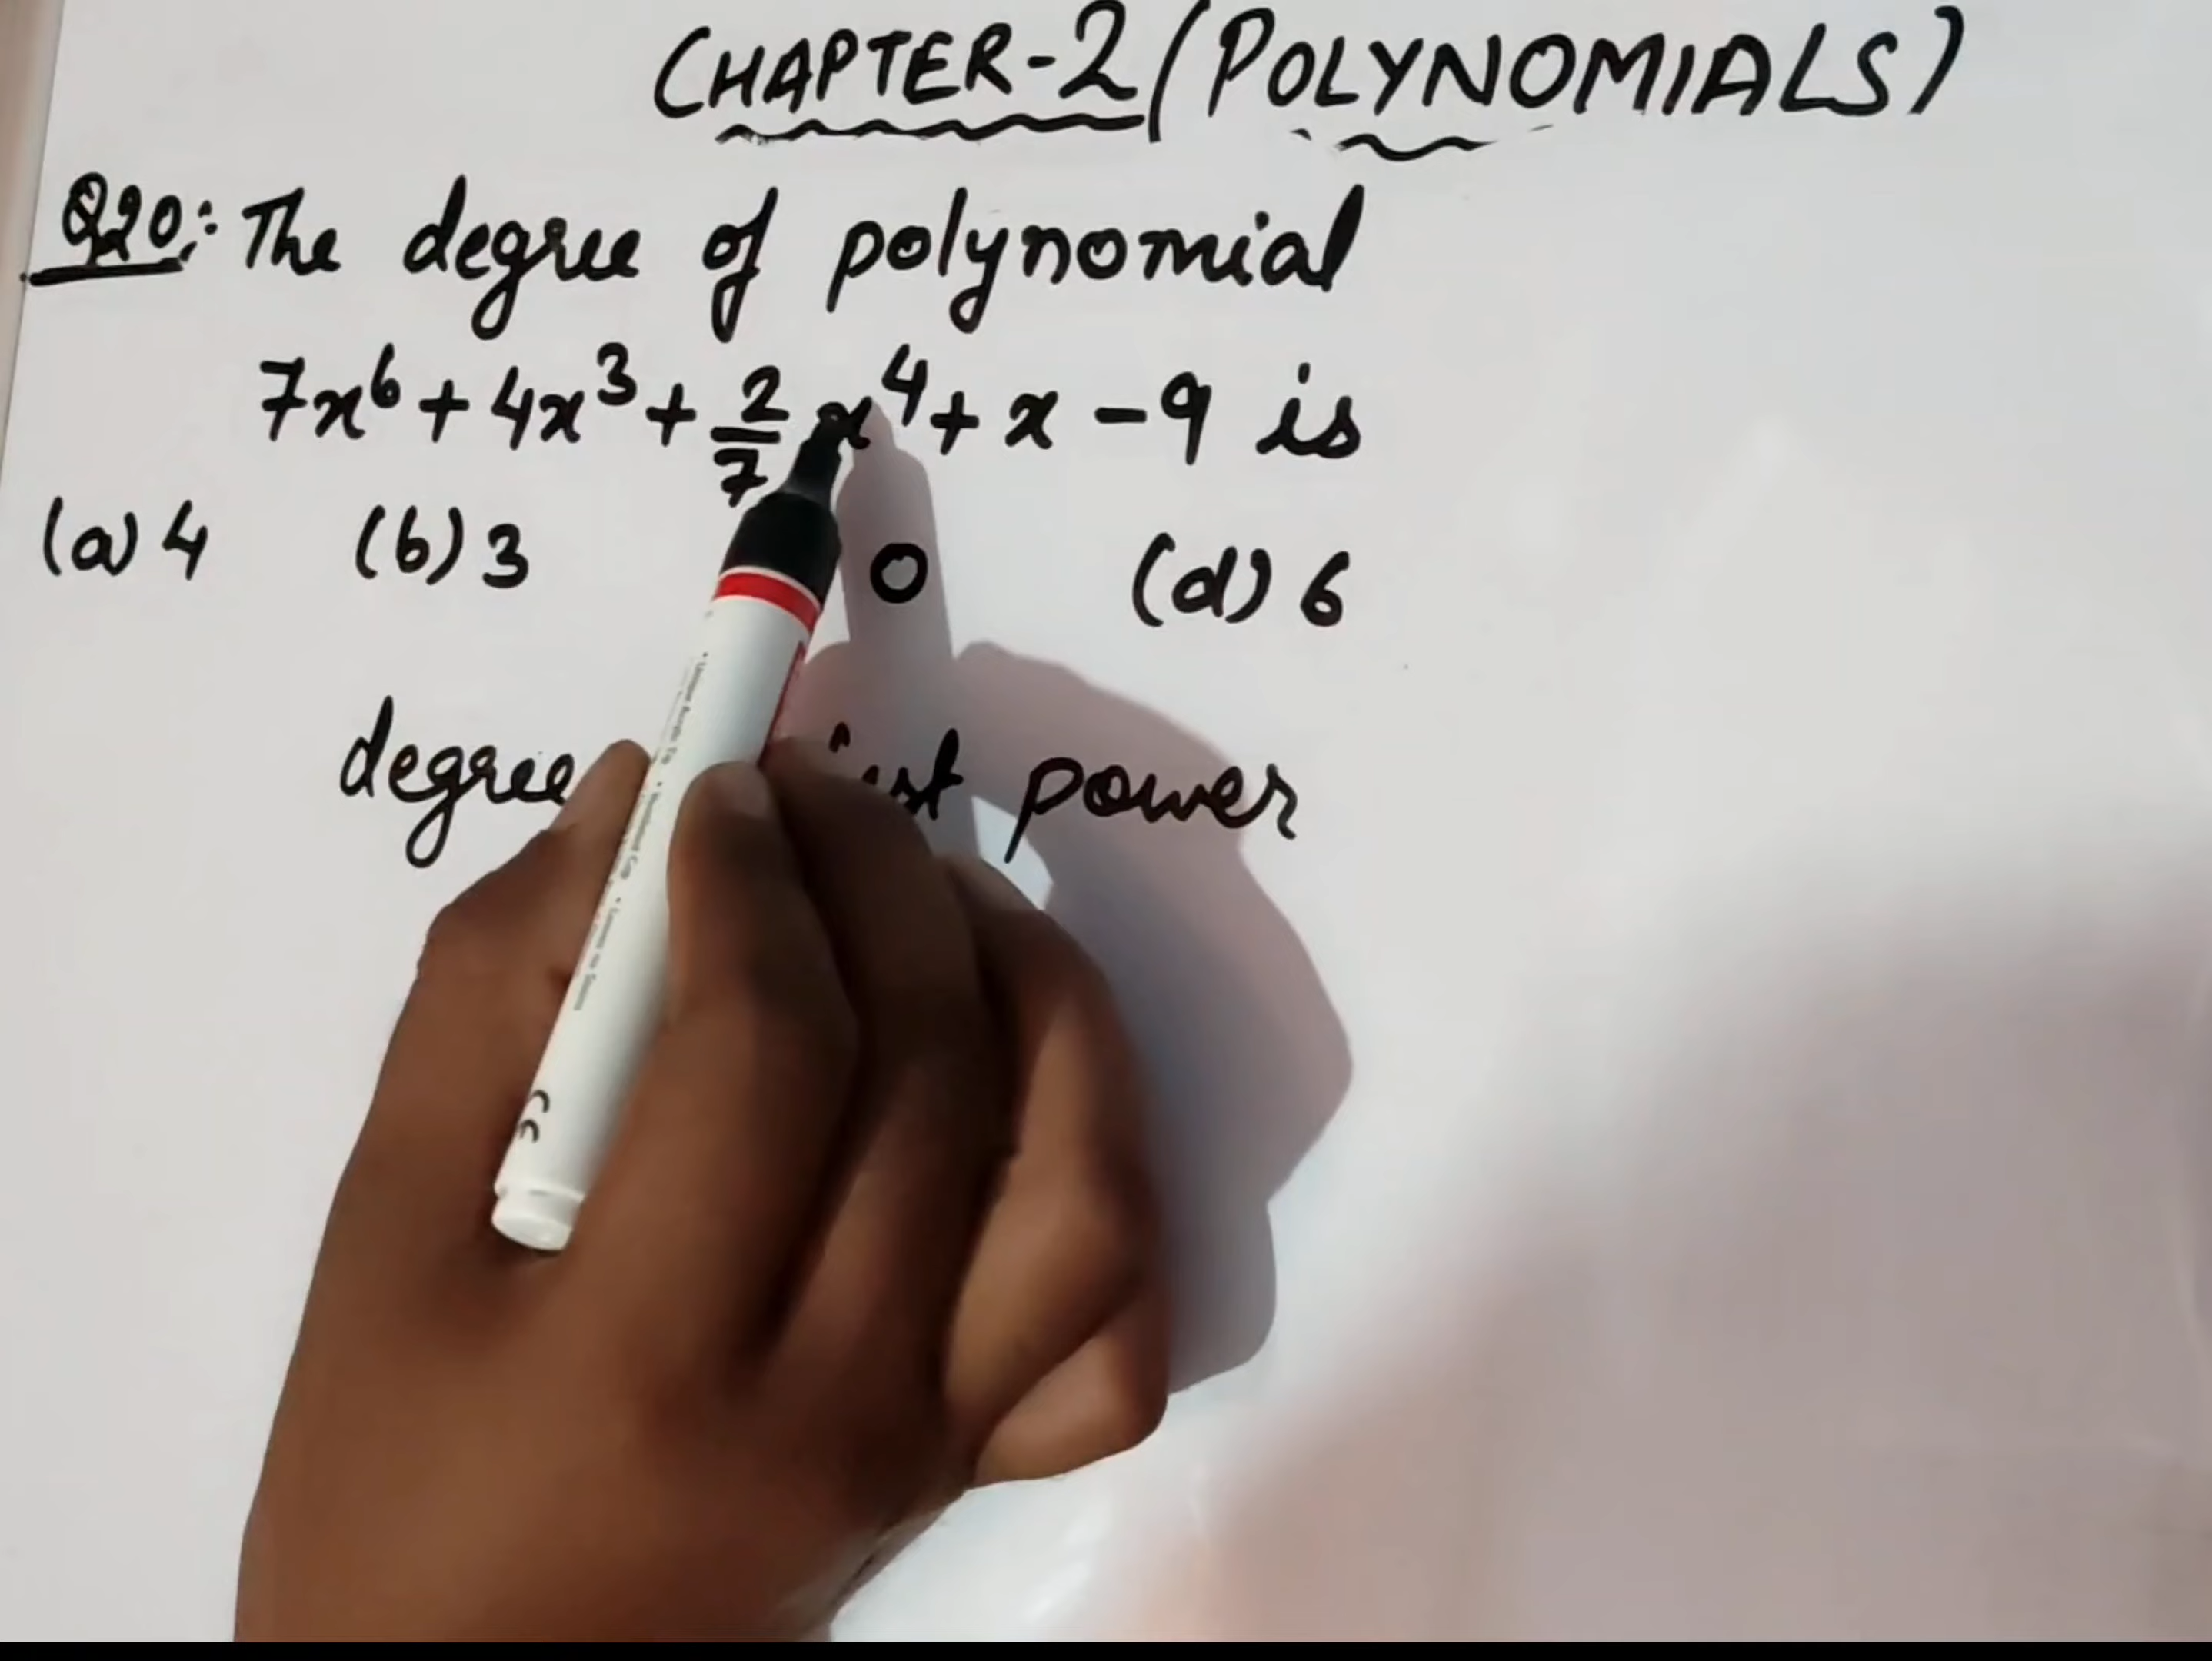 CHAPTER-2 (POLYNOMIALS)
Q20:- The degree of polynomial
7x⁶ + 4x³ + 2/7 x⁴ + x - 9 is
(a) 4 (b) 3 0 (d) 6
degree power
CE